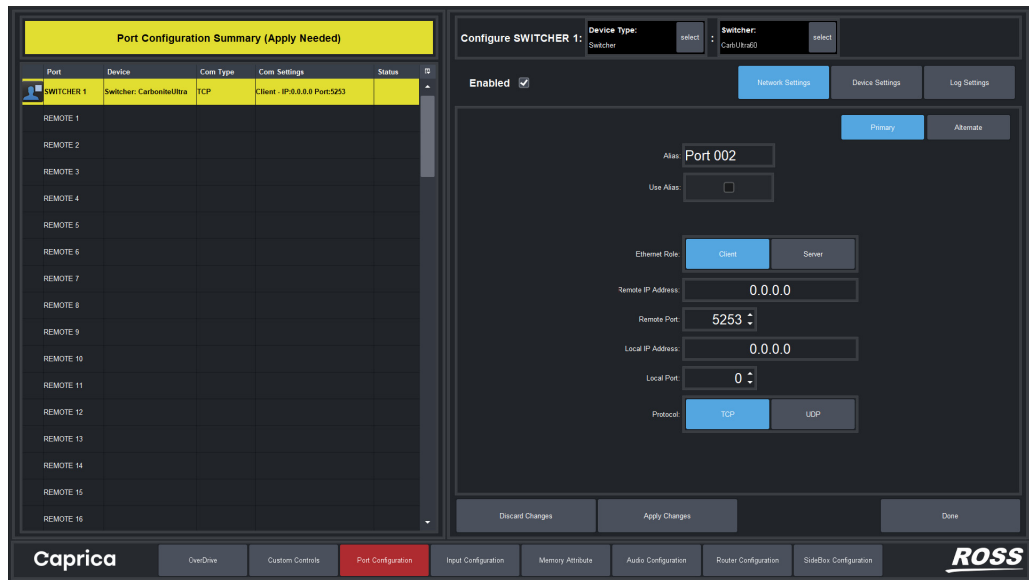 Port Configuration Summary (Apply Needed)
Port Device Com Type Com Settings Status
SWITCHER 1 Switcher: CarboniteUltra TCP Client - IP:0.0.0.0 Port:5253
REMOTE 1
REMOTE 2
REMOTE 3
REMOTE 4
REMOTE 5
REMOTE 6
REMOTE 7
REMOTE 8
REMOTE 9
REMOTE 10
REMOTE 11
REMOTE 12
REMOTE 13
REMOTE 14
REMOTE 15
REMOTE 16
Configure SWITCHER 1: Device Type: Switcher select : Switcher: CarbUltra60 select
Enabled Network Settings Device Settings Log Settings
Primary Alternate
Alias: Port 002
Use Alias:
Ethernet Role: Client Server
Remote IP Address: 0.0.0.0
Remote Port: 5253
Local IP Address: 0.0.0.0
Local Port: 0
Protocol: TCP UDP
Discard Changes Apply Changes Done
Caprica OverDrive Custom Controls Port Configuration Input Configuration Memory Attribute Audio Configuration Router Configuration SideBox Configuration ROSS